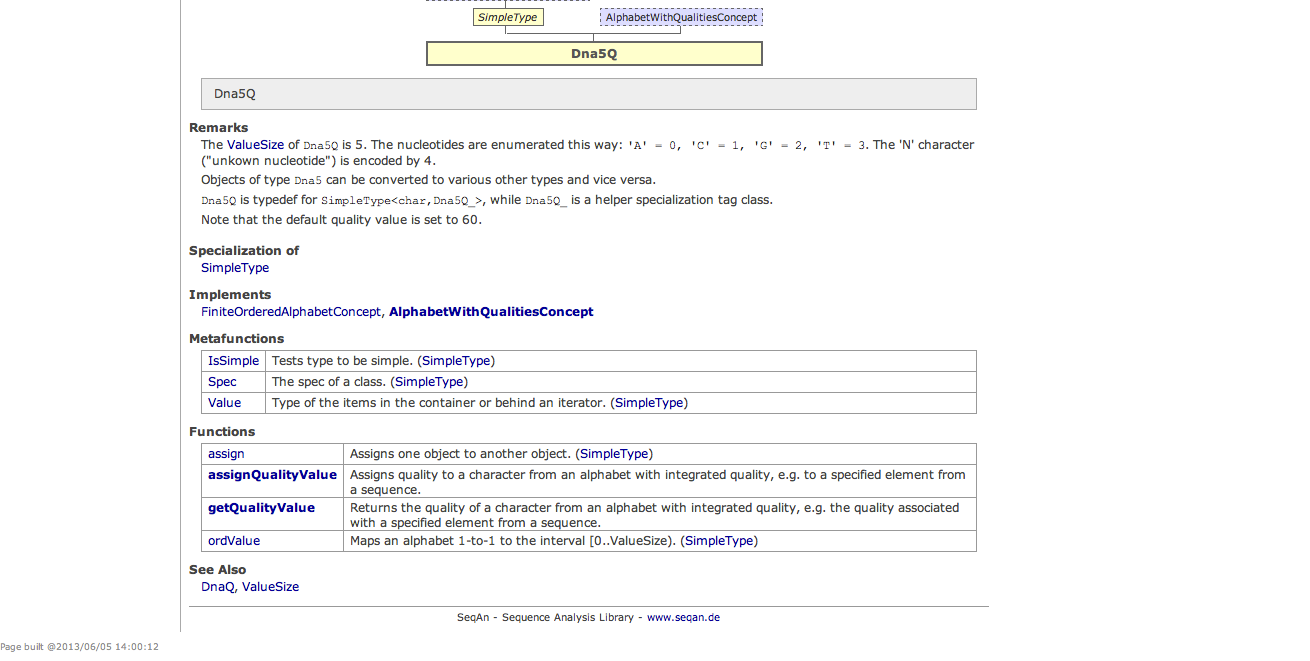 SimpleType AlphabetWithQualitiesConcept
Dna5Q
Dna5Q
Remarks
The ValueSize of Dna5Q is 5. The nucleotides are enumerated this way: 'A' = 0, 'C' = 1, 'G' = 2, 'T' = 3. The 'N' character
("unkown nucleotide") is encoded by 4.
Objects of type Dna5 can be converted to various other types and vice versa.
Dna5Q is typedef for SimpleType<char,Dna5Q_>, while Dna5Q_ is a helper specialization tag class.
Note that the default quality value is set to 60.
Specialization of
SimpleType
Implements
FiniteOrderedAlphabetConcept, AlphabetWithQualitiesConcept
Metafunctions
IsSimple Tests type to be simple. (SimpleType)
Spec The spec of a class. (SimpleType)
Value Type of the items in the container or behind an iterator. (SimpleType)
Functions
assign Assigns one object to another object. (SimpleType)
assignQualityValue Assigns quality to a character from an alphabet with integrated quality, e.g. to a specified element from
a sequence.
getQualityValue Returns the quality of a character from an alphabet with integrated quality, e.g. the quality associated
with a specified element from a sequence.
ordValue Maps an alphabet 1-to-1 to the interval [0..ValueSize). (SimpleType)
See Also
DnaQ, ValueSize
SeqAn - Sequence Analysis Library - www.seqan.de
Page built @2013/06/05 14:00:12